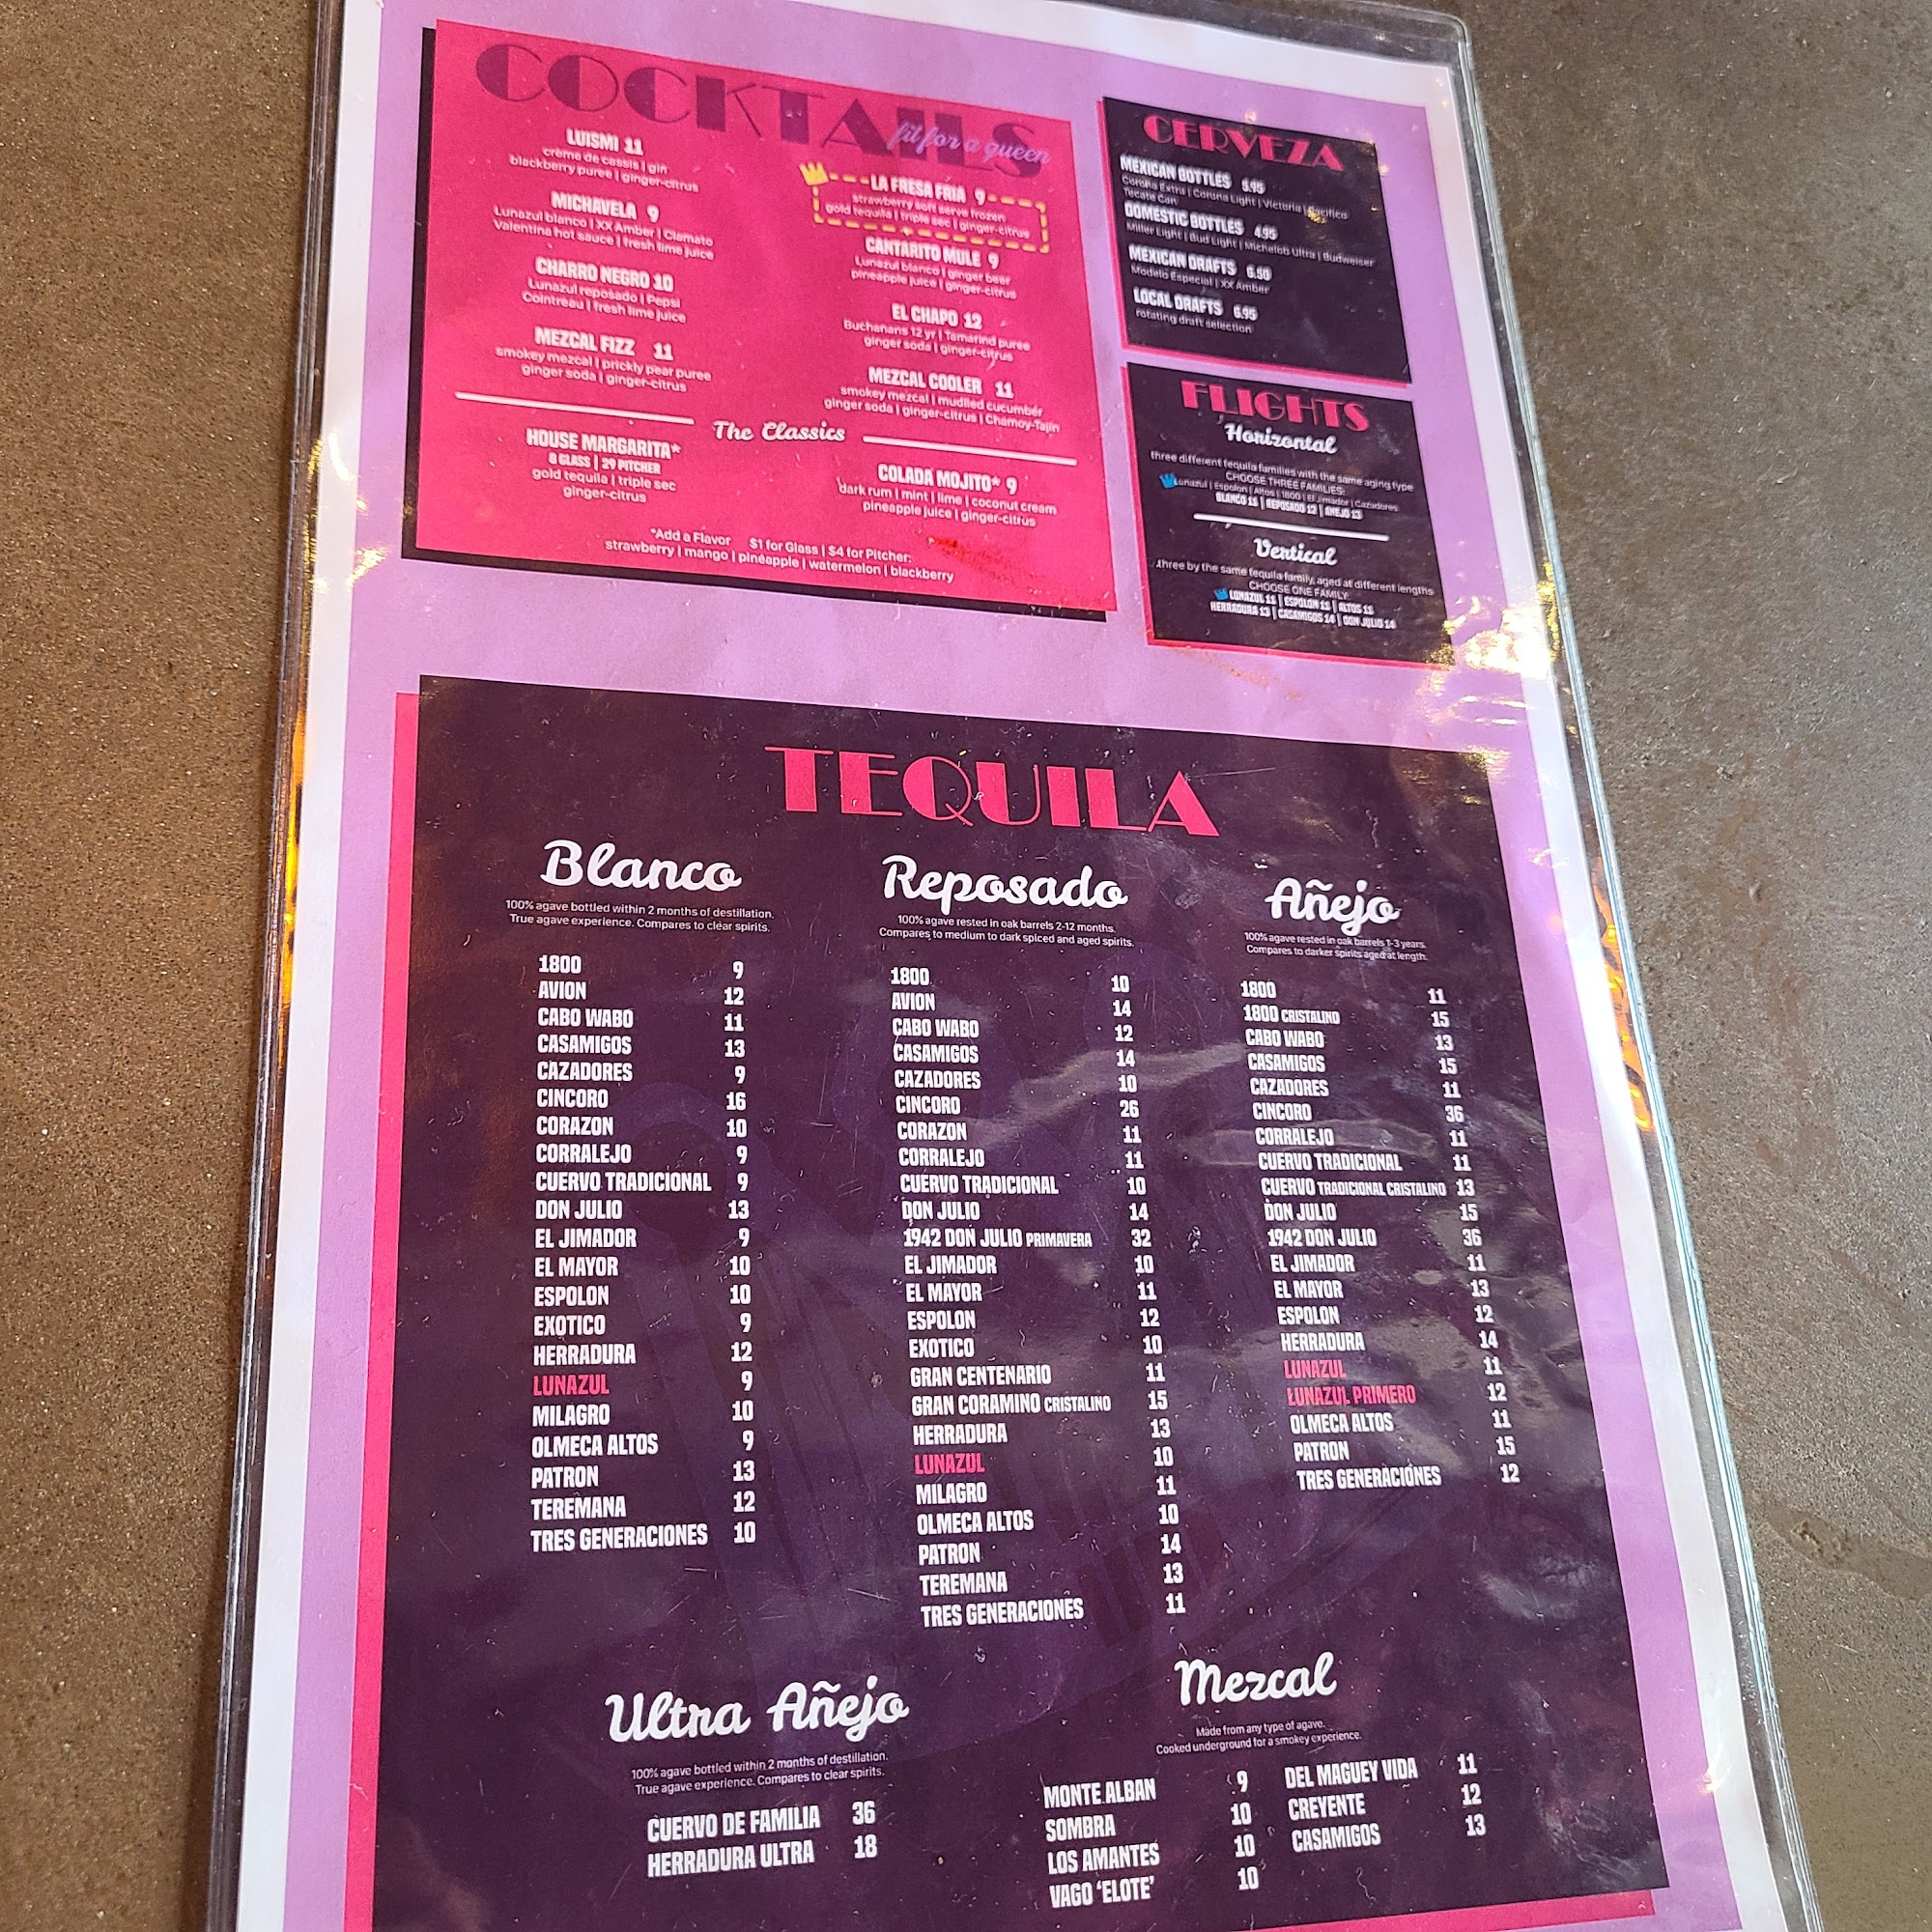 COCKTAILS
fit for a queen
LUISMI 11
crème de cassis | gin
blackberry puree | ginger-citrus
MICHAVELA 9
Lunazul blanco | XX Amber | Clamato
Valentina hot sauce | fresh lime juice
CHARRO NEGRO 10
Lunazul reposado | Pepsi
Cointreau | fresh lime juice
MEZCAL FIZZ 11
smokey mezcal | prickly pear puree
ginger soda | ginger-citrus
LA FRESA FRIA 9
strawberry soft serve frozen
gold tequila | triple sec | ginger-citrus
CANTARITO MULE 9
Lunazul blanco | ginger beer
pineapple juice | ginger-citrus
EL CHAPO 12
Buchanans 12 yr | Tamarind puree
ginger soda | ginger-citrus
MEZCAL COOLER 11
smokey mezcal | mudlled cucumber
ginger soda | ginger-citrus | Chamoy-Tajin
The Classics
HOUSE MARGARITA*
8 GLASS | 29 PITCHER
gold tequila | triple sec
ginger-citrus
COLADA MOJITO* 9
dark rum | mint | lime | coconut cream
pineapple juice | ginger-citrus
*Add a Flavor $1 for Glass | $4 for Pitcher:
strawberry | mango | pineapple | watermelon | blackberry
CERVEZA
MEXICAN BOTTLES 5.95
Corona Extra | Corona Light | Victoria | Pacifico
Tecate Can
DOMESTIC BOTTLES 4.95
Miller Light | Bud Light | Michelob Ultra | Budweiser
MEXICAN DRAFTS 6.50
Modelo Especial | XX Amber
LOCAL DRAFTS 6.95
rotating draft selection
FLIGHTS
Horizontal
three different tequila families with the same aging type
CHOOSE THREE FAMILIES:
Lunazul | Espolon | Altos | 1800 | El Jimador | Cazadores
BLANCO 11 | REPOSADO 12 | AÑEJO 13
Vertical
three by the same tequila family, aged at different lengths
CHOOSE ONE FAMILY:
LUNAZUL 11 | ESPOLON 11 | ALTOS 11
HERRADURA 13 | CASAMIGOS 14 | DON JULIO 14
TEQUILA
Blanco
100% agave bottled within 2 months of destillation.
True agave experience. Compares to clear spirits.
1800 9
AVION 12
CABO WABO 11
CASAMIGOS 13
CAZADORES 9
CINCORO 16
CORAZON 10
CORRALEJO 9
CUERVO TRADICIONAL 9
DON JULIO 13
EL JIMADOR 9
EL MAYOR 10
ESPOLON 10
EXOTICO 9
HERRADURA 12
LUNAZUL 9
MILAGRO 10
OLMECA ALTOS 9
PATRON 13
TEREMANA 12
TRES GENERACIONES 10
Reposado
100% agave rested in oak barrels 2-12 months.
Compares to medium to dark spiced and aged spirits.
1800 10
AVION 14
CABO WABO 12
CASAMIGOS 14
CAZADORES 10
CINCORO 26
CORAZON 11
CORRALEJO 11
CUERVO TRADICIONAL 10
DON JULIO 14
1942 DON JULIO PRIMAVERA 32
EL JIMADOR 10
EL MAYOR 11
ESPOLON 12
EXOTICO 10
GRAN CENTENARIO 11
GRAN CORAMINO CRISTALINO 15
HERRADURA 13
LUNAZUL 10
MILAGRO 11
OLMECA ALTOS 10
PATRON 14
TEREMANA 13
TRES GENERACIONES 11
Añejo
100% agave rested in oak barrels 1-3 years.
Compares to darker spirits aged at length.
1800 11
1800 CRISTALINO 15
CABO WABO 13
CASAMIGOS 15
CAZADORES 11
CINCORO 36
CORRALEJO 11
CUERVO TRADICIONAL 11
CUERVO TRADICIONAL CRISTALINO 13
DON JULIO 15
1942 DON JULIO 36
EL JIMADOR 11
EL MAYOR 13
ESPOLON 12
HERRADURA 14
LUNAZUL 11
LUNAZUL PRIMERO 12
OLMECA ALTOS 11
PATRON 15
TRES GENERACIONES 12
Ultra Añejo
100% agave bottled within 2 months of destillation.
True agave experience. Compares to clear spirits.
CUERVO DE FAMILIA 36
HERRADURA ULTRA 18
Mezcal
Made from any type of agave.
Cooked underground for a smokey experience.
MONTE ALBAN 9
SOMBRA 10
LOS AMANTES 10
VAGO 'ELOTE' 10
DEL MAGUEY VIDA 11
CREYENTE 12
CASAMIGOS 13